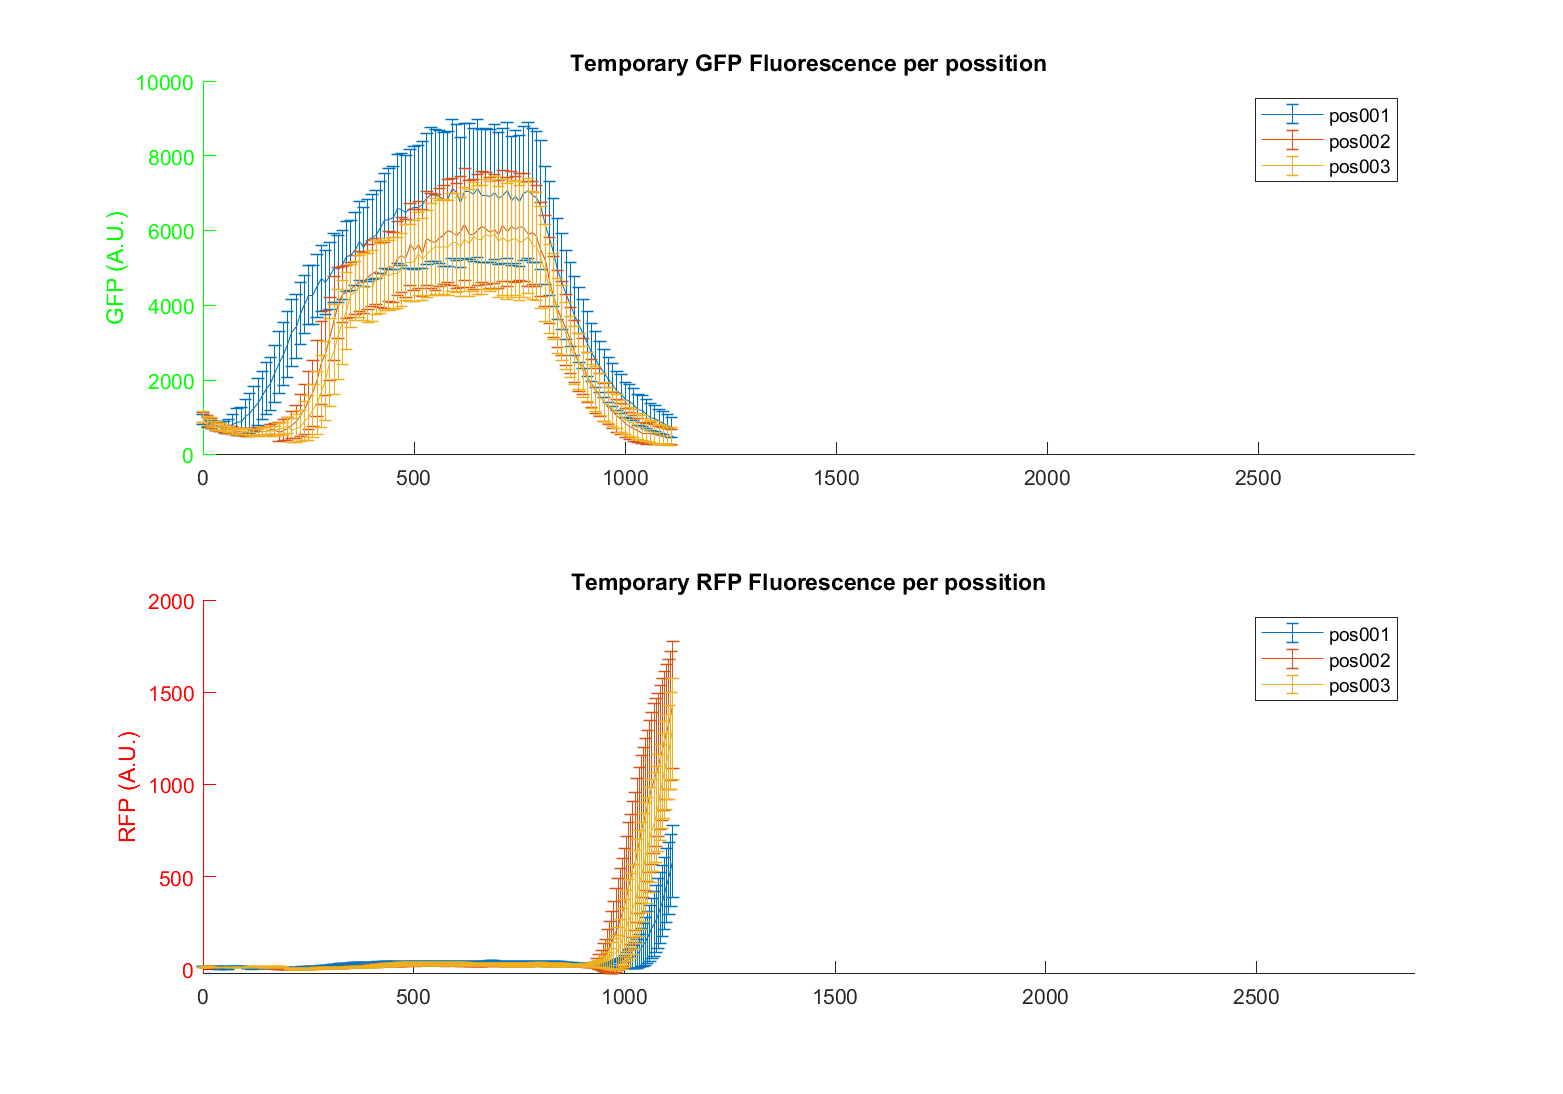 Temporary GFP Fluorescence per possition
10000
8000
6000
4000
2000
0
GFP (A.U.)
0 500 1000 1500 2000 2500
pos001
pos002
pos003
Temporary RFP Fluorescence per possition
2000
1500
1000
500
0
RFP (A.U.)
0 500 1000 1500 2000 2500
pos001
pos002
pos003